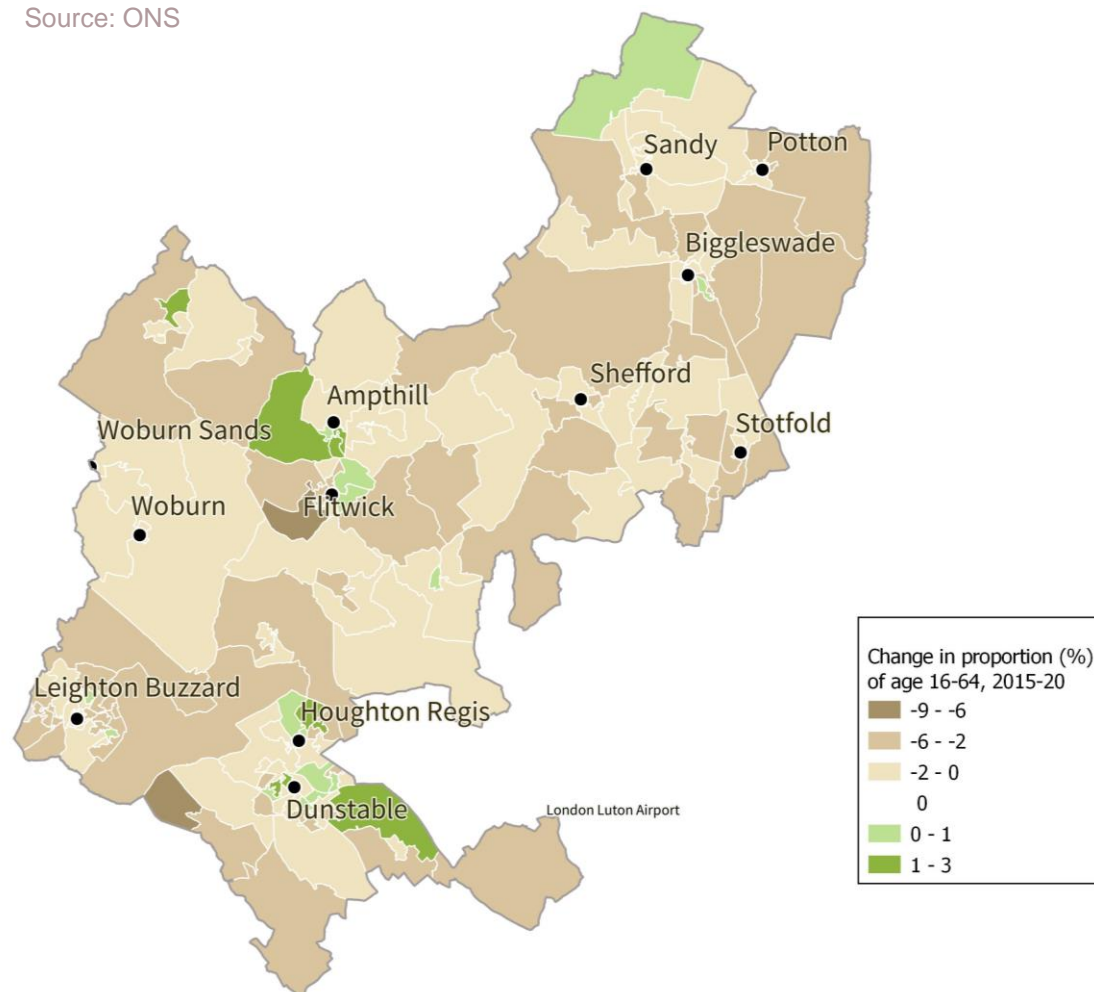 Source: ONS
Sandy
Potton
Biggleswade
Shefford
Ampthill
Woburn Sands
Stotfold
Woburn
Flitwick
Leighton Buzzard
Houghton Regis
Dunstable
London Luton Airport
Change in proportion (%)
of age 16-64, 2015-20
-9 - -6
-6 - -2
-2 - 0
0
0 - 1
1 - 3